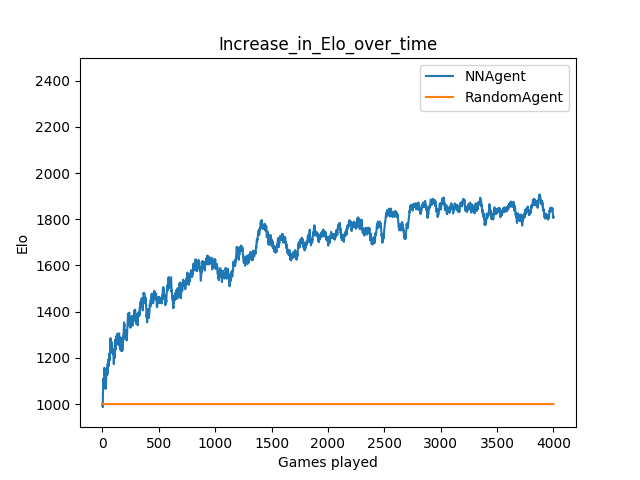 Increase_in_Elo_over_time
NNAgent
RandomAgent
2400
2200
2000
1800
1600
1400
1200
1000
Elo
0 500 1000 1500 2000 2500 3000 3500 4000
Games played